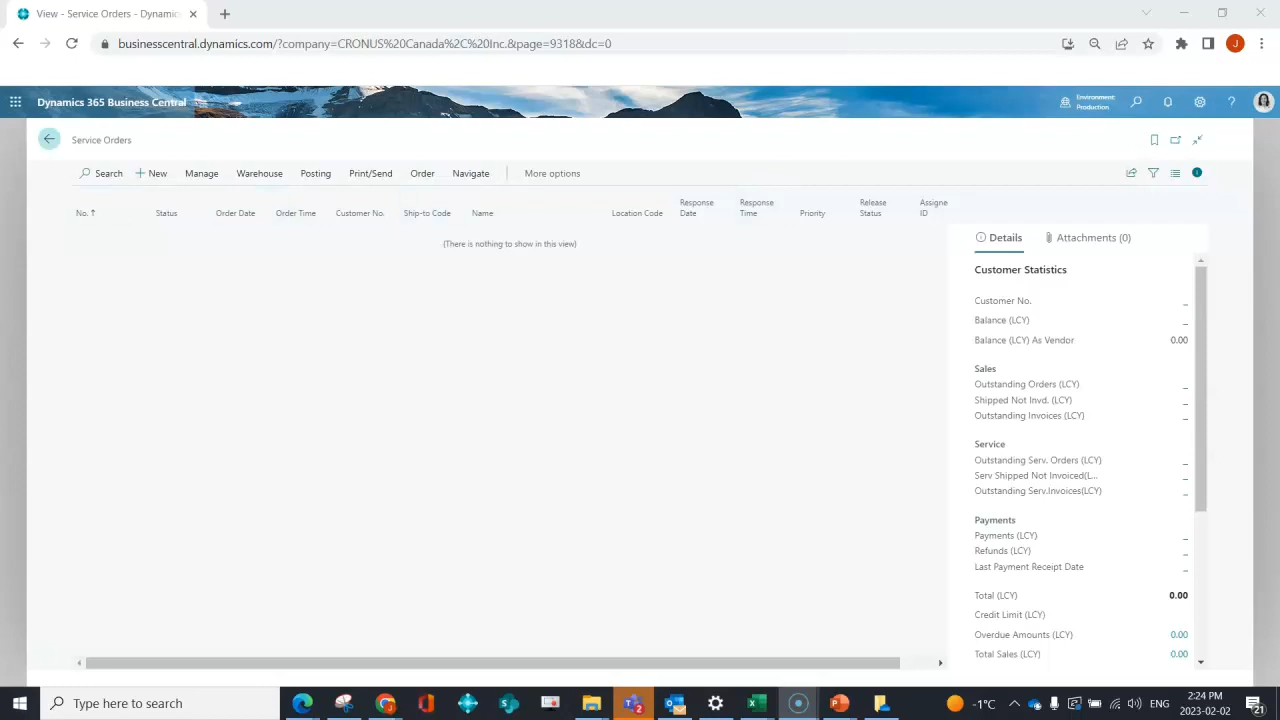 View - Service Orders - Dynamic
businesscentral.dynamics.com/?company=CRONUS%20Canada%2C%20Inc.&page=9318&dc=0
Dynamics 365 Business Central
Environment:
Production
Service Orders
Search New Manage Warehouse Posting Print/Send Order Navigate More options
No. ↑ Status Order Date Order Time Customer No. Ship-to Code Name Location Code Response Date Response Time Priority Release Status Assigne ID
(There is nothing to show in this view)
Details Attachments (0)
Customer Statistics
Customer No. _
Balance (LCY) _
Balance (LCY) As Vendor 0.00
Sales
Outstanding Orders (LCY) _
Shipped Not Invd. (LCY) _
Outstanding Invoices (LCY) _
Service
Outstanding Serv. Orders (LCY) _
Serv Shipped Not Invoiced(L... _
Outstanding Serv.Invoices(LCY) _
Payments
Payments (LCY) _
Refunds (LCY) _
Last Payment Receipt Date _
Total (LCY) 0.00
Credit Limit (LCY)
Overdue Amounts (LCY) 0.00
Total Sales (LCY) 0.00
Type here to search
-1°C
ENG
2:24 PM
2023-02-02
21